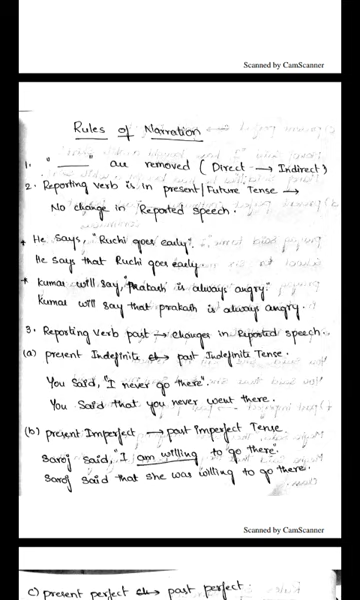 Scanned by CamScanner
Rules of Narration
1. " ___ " are removed (Direct → Indirect)
2. Reporting verb is in present/Future Tense →
No change in Reported speech.
* He says, "Ruchi goes early".
He says that Ruchi goes early.
* Kumar will say, "Prakash is always angry."
Kumar will say that prakash is always angry.
3. Reporting Verb past → changes in Reported speech.
(a) present Indefinite → past Indefinite Tense.
You said, "I never go there".
You said that you never went there.
(b) present Imperfect → past imperfect Tense
Saroj said, "I am willing to go there".
Saroj said that she was willing to go there.
Scanned by CamScanner
c) present perfect → past perfect.